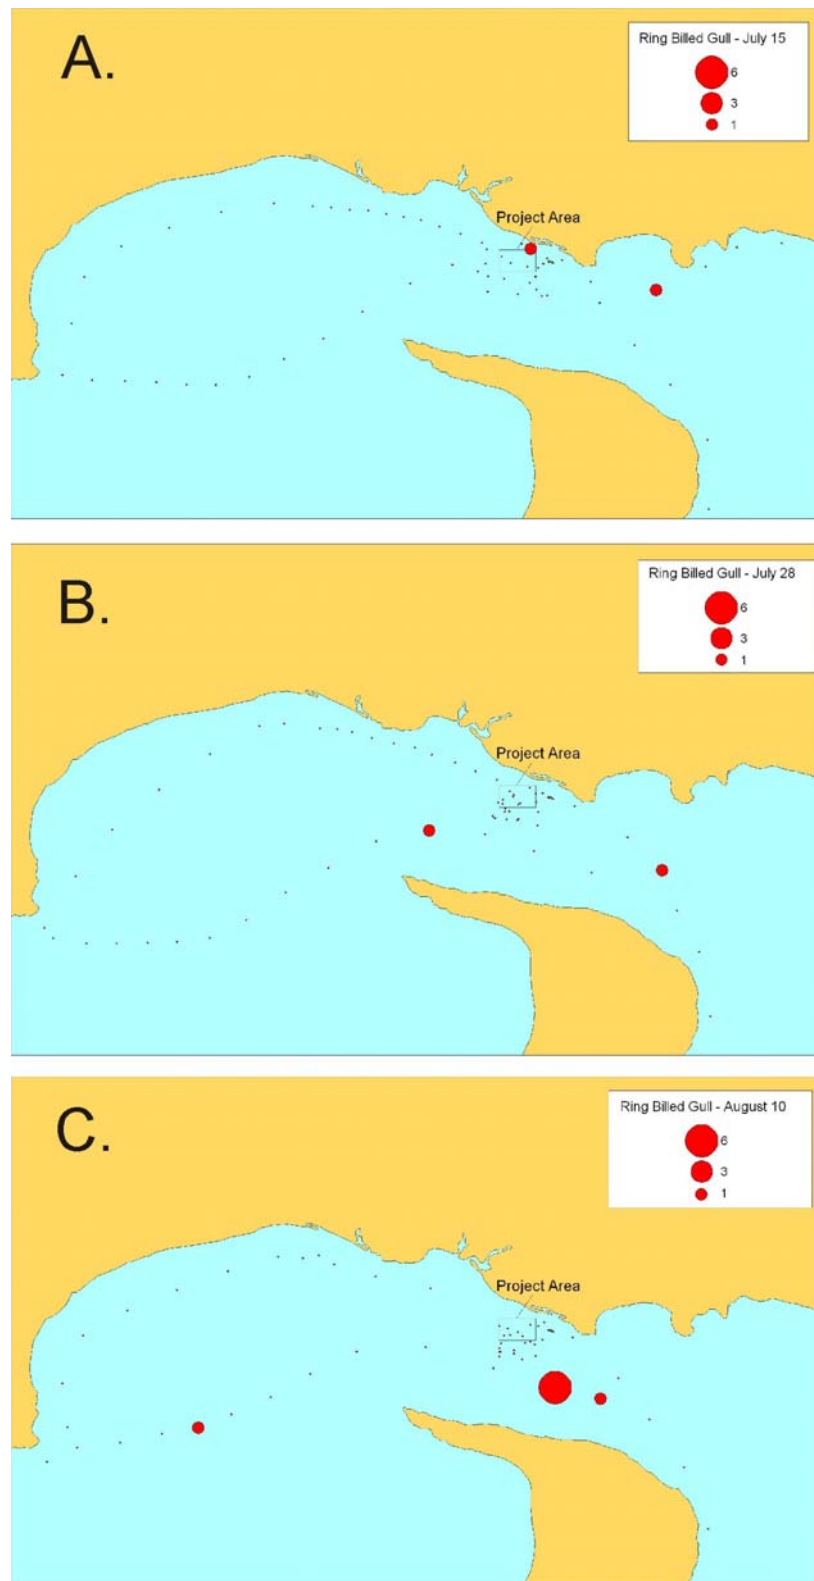 A.
Ring Billed Gull - July 15
6
3
1
Project Area
B.
Ring Billed Gull - July 28
6
3
1
Project Area
C.
Ring Billed Gull - August 10
6
3
1
Project Area